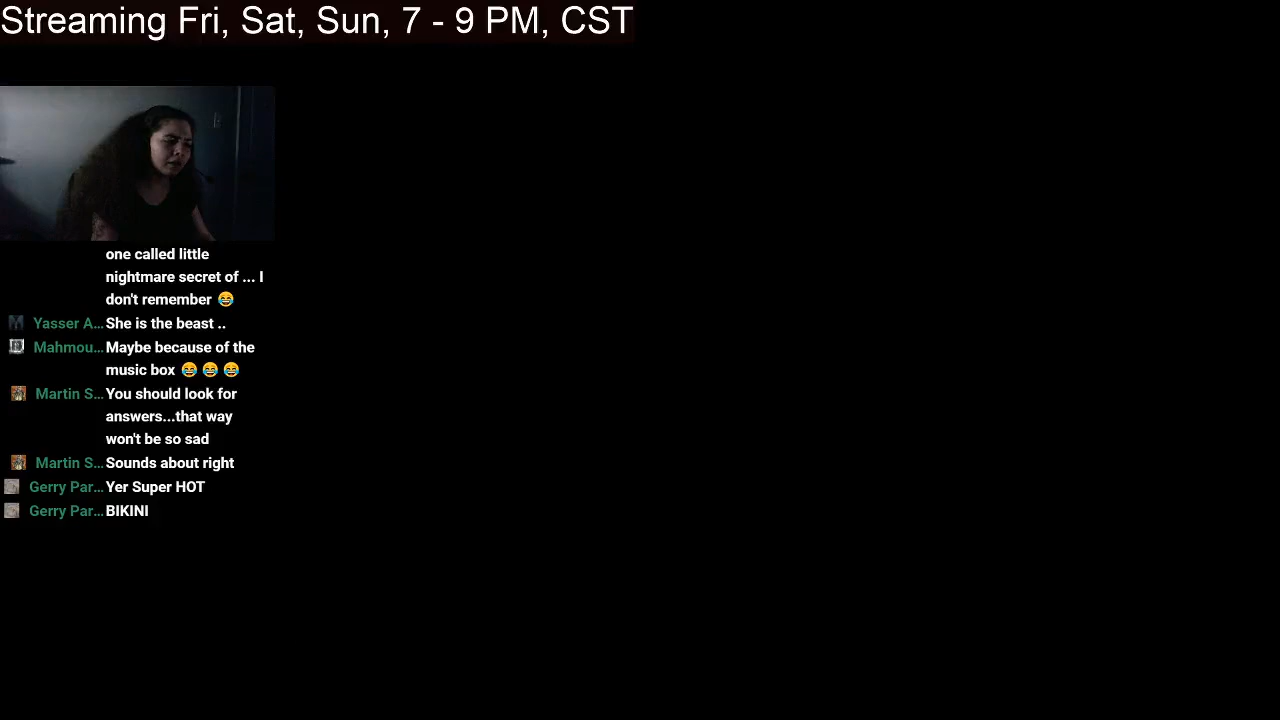 Streaming Fri, Sat, Sun, 7 - 9 PM, CST
one called little
nightmare secret of ... I
don't remember 😂
Yasser A... She is the beast ..
Mahmou... Maybe because of the
music box 😂 😂 😂
Martin S... You should look for
answers...that way
won't be so sad
Martin S... Sounds about right
Gerry Par... Yer Super HOT
Gerry Par... BIKINI